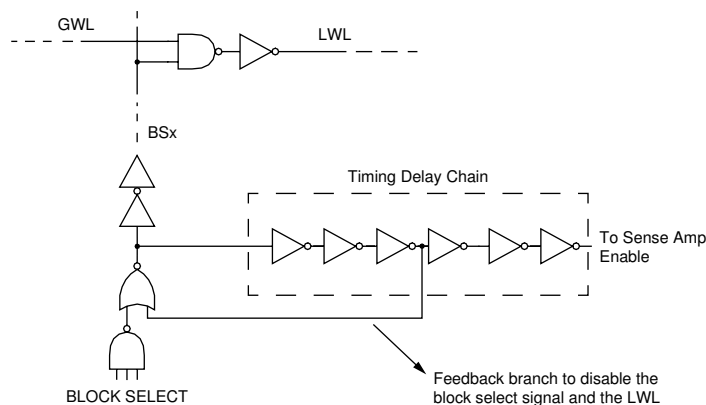 GWL
LWL
BSx
Timing Delay Chain
To Sense Amp
Enable
BLOCK SELECT
Feedback branch to disable the
block select signal and the LWL